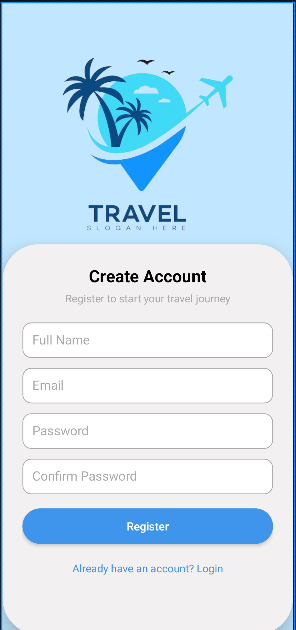 TRAVEL
SLOGAN HERE
Create Account
Register to start your travel journey
Full Name
Email
Password
Confirm Password
Register
Already have an account? Login